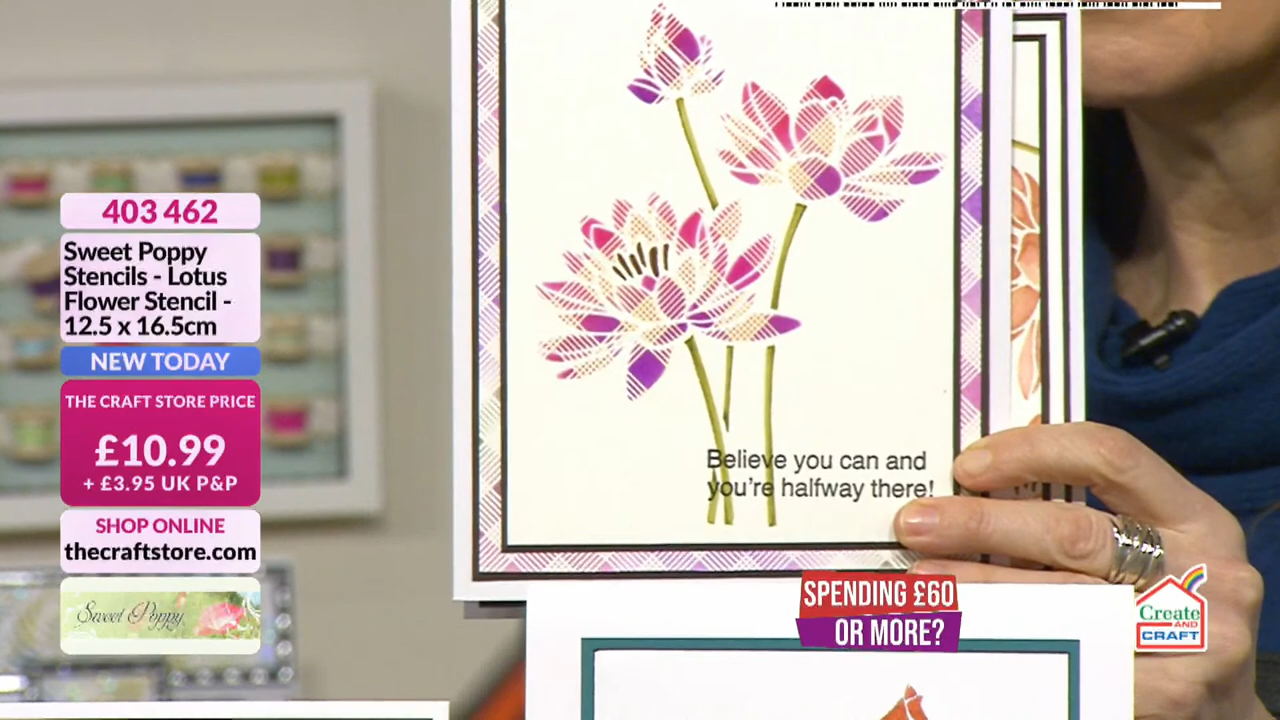 403 462
Sweet Poppy
Stencils - Lotus
Flower Stencil -
12.5 x 16.5cm
NEW TODAY
THE CRAFT STORE PRICE
£10.99
+ £3.95 UK P&P
SHOP ONLINE
thecraftstore.com
Sweet Poppy
Believe you can and
you're halfway there!
SPENDING £60
OR MORE?
Create
AND
CRAFT